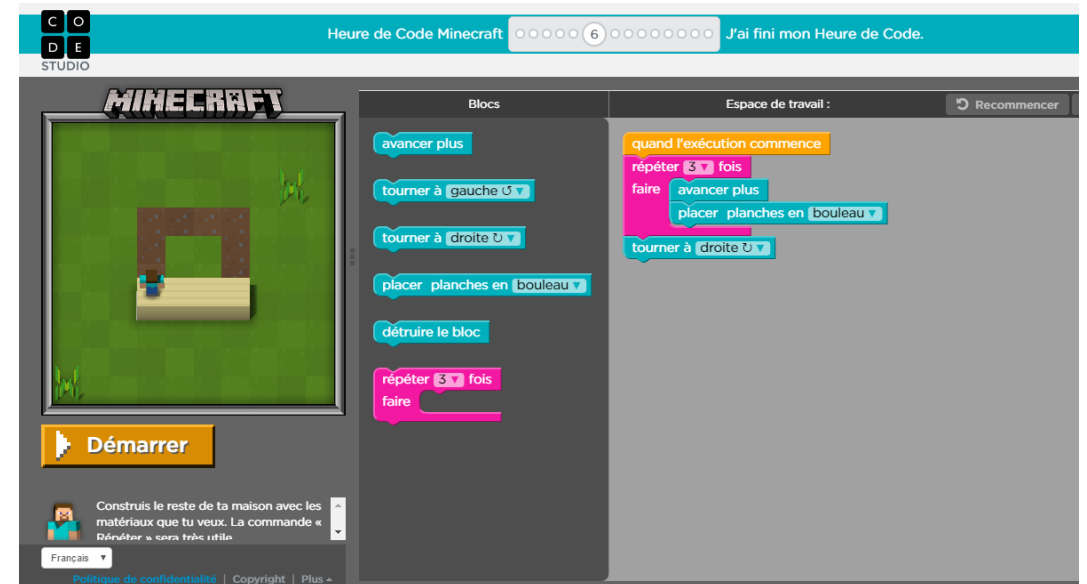 CODE
STUDIO
Heure de Code Minecraft 6 J'ai fini mon Heure de Code.
MINECRAFT
Blocs
Espace de travail :
Recommencer
avancer plus
tourner à gauche ↺ ▼
tourner à droite ↻ ▼
placer planches en bouleau ▼
détruire le bloc
répéter 3 ▼ fois
faire
quand l'exécution commence
répéter 3 ▼ fois
faire avancer plus
placer planches en bouleau ▼
tourner à droite ↻ ▼
Démarrer
Construis le reste de ta maison avec les
matériaux que tu veux. La commande «
Répéter » sera très utile
Français ▼
Politique de confidentialité | Copyright | Plus